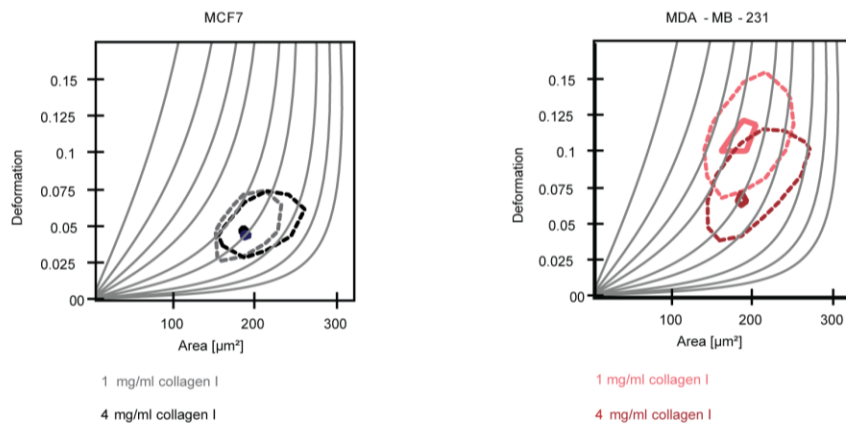 MCF7
Deformation
0.15
0.125
0.1
0.075
0.05
0.025
00
100
200
300
Area [µm²]
1 mg/ml collagen I
4 mg/ml collagen I
MDA - MB - 231
Deformation
0.15
0.125
0.1
0.075
0.05
0.025
00
100
200
300
Area [µm²]
1 mg/ml collagen I
4 mg/ml collagen I